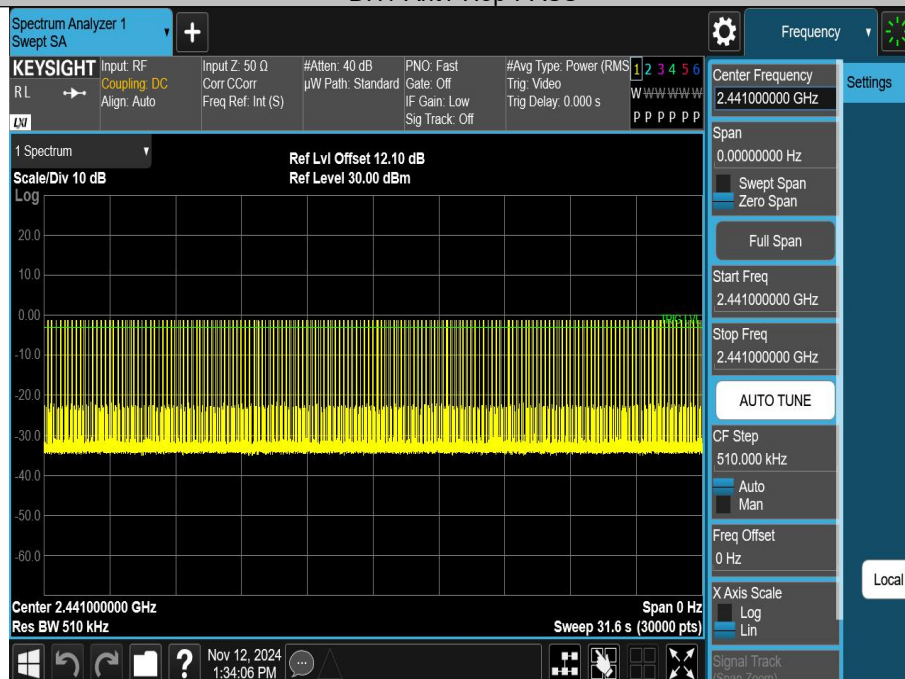 Spectrum Analyzer 1
Swept SA
Frequency
KEYSIGHT
RL
LXI
Input: RF
Coupling: DC
Align: Auto
Input Z: 50 Ω
Corr CCorr
Freq Ref: Int (S)
#Atten: 40 dB
µW Path: Standard
PNO: Fast
Gate: Off
IF Gain: Low
Sig Track: Off
#Avg Type: Power (RMS
Trig: Video
Trig Delay: 0.000 s
1 2 3 4 5 6
W W W W W W
P P P P P P
Center Frequency
2.441000000 GHz
Settings
Span
0.00000000 Hz
Swept Span
Zero Span
Full Span
Start Freq
2.441000000 GHz
Stop Freq
2.441000000 GHz
AUTO TUNE
CF Step
510.000 kHz
Auto
Man
Freq Offset
0 Hz
X Axis Scale
Log
Lin
Signal Track
(Span Zoom)
Local
1 Spectrum
Scale/Div 10 dB
Ref Lvl Offset 12.10 dB
Ref Level 30.00 dBm
Log
20.0
10.0
0.00
-10.0
-20.0
-30.0
-40.0
-50.0
-60.0
Center 2.441000000 GHz
Span 0 Hz
Res BW 510 kHz
Sweep 31.6 s (30000 pts)
?
Nov 12, 2024
1:34:06 PM